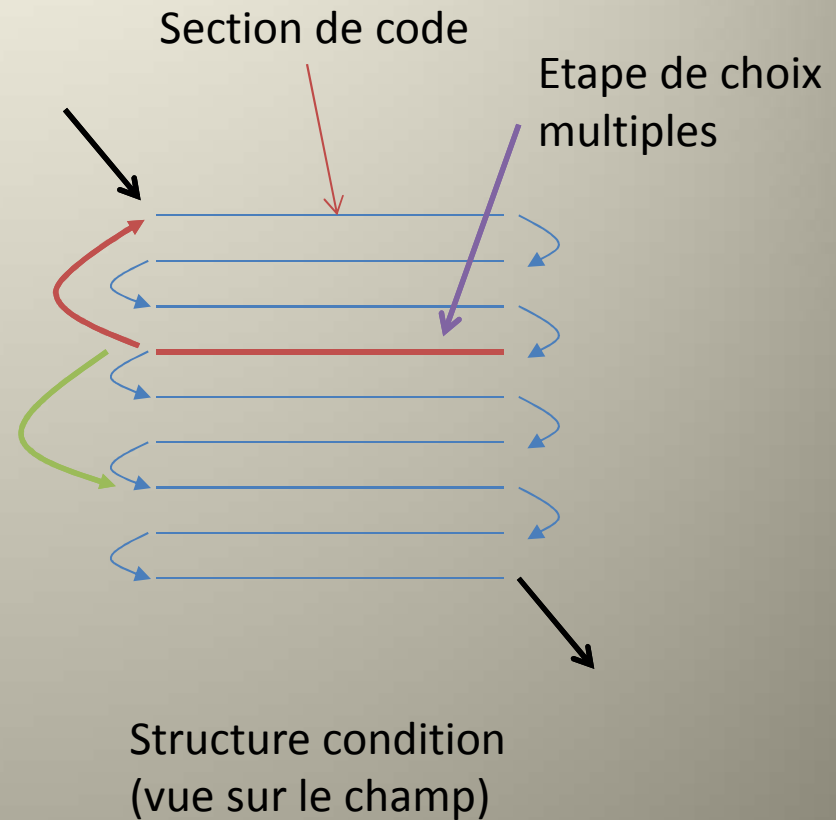 Section de code
Etape de choix
multiples
Structure condition
(vue sur le champ)